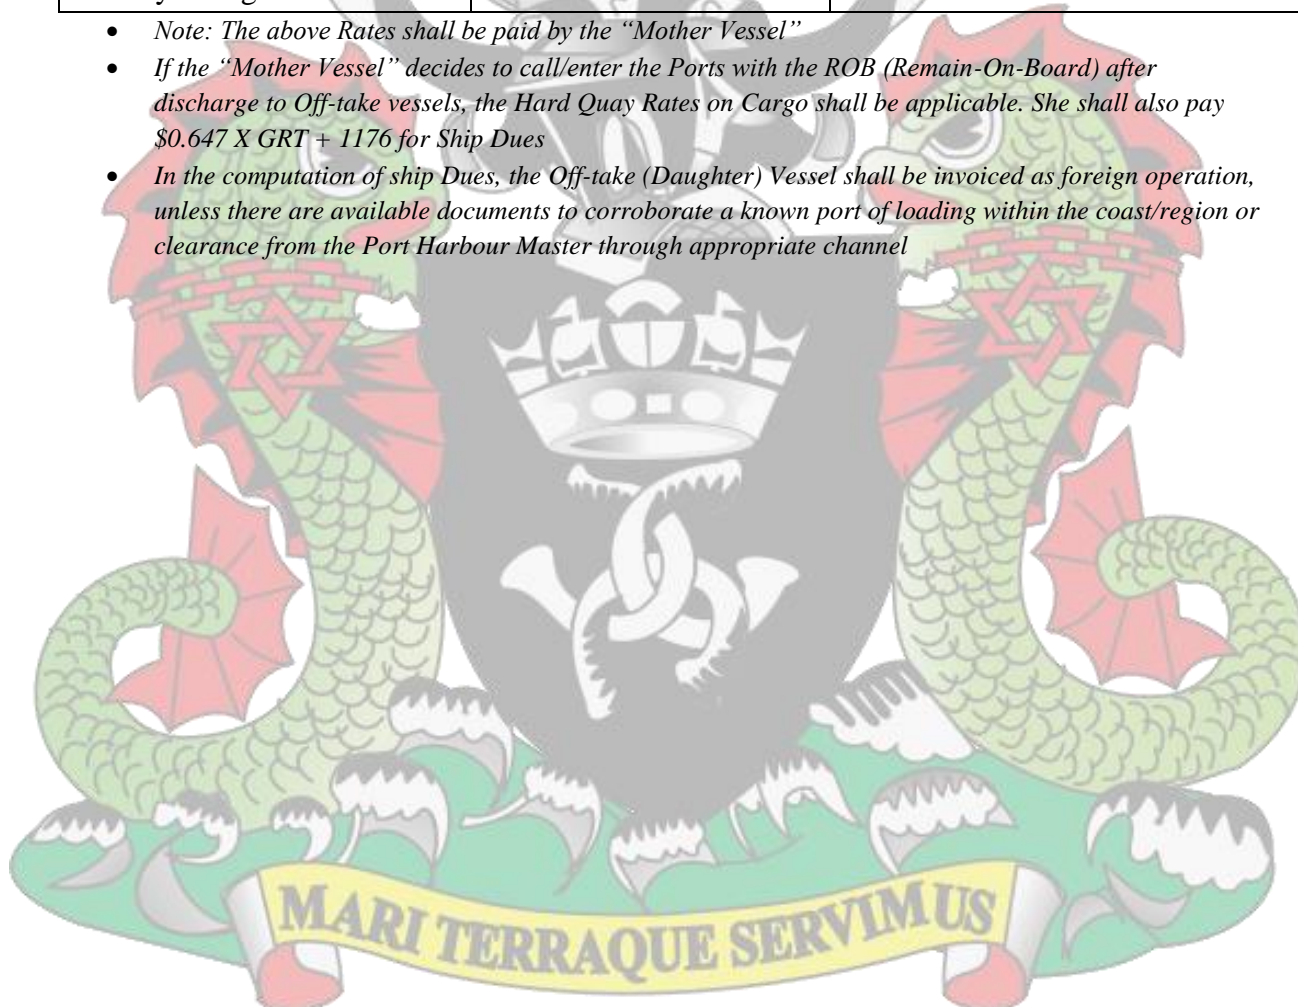 • Note: The above Rates shall be paid by the “Mother Vessel”
• If the “Mother Vessel” decides to call/enter the Ports with the ROB (Remain-On-Board) after
discharge to Off-take vessels, the Hard Quay Rates on Cargo shall be applicable. She shall also pay
$0.647 X GRT + 1176 for Ship Dues
• In the computation of ship Dues, the Off-take (Daughter) Vessel shall be invoiced as foreign operation,
unless there are available documents to corroborate a known port of loading within the coast/region or
clearance from the Port Harbour Master through appropriate channel
MARI TERRAQUE SERVIMUS